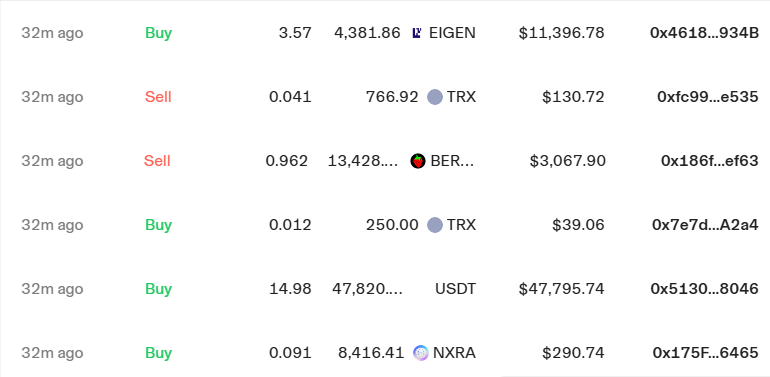 32m ago Buy 3.57 4,381.86 EIGEN $11,396.78 0x4618...934B
32m ago Sell 0.041 766.92 TRX $130.72 0xfc99...e535
32m ago Sell 0.962 13,428.... BER... $3,067.90 0x186f...ef63
32m ago Buy 0.012 250.00 TRX $39.06 0x7e7d...A2a4
32m ago Buy 14.98 47,820.... USDT $47,795.74 0x5130...8046
32m ago Buy 0.091 8,416.41 NXRA $290.74 0x175F...6465